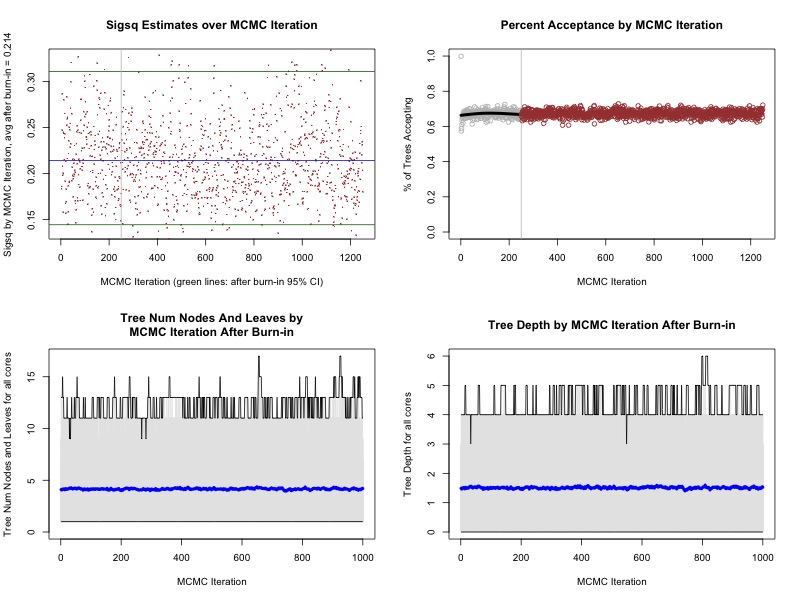 Sigsq Estimates over MCMC Iteration
Sigsq by MCMC Iteration, avg after burn-in = 0.214
0.30
0.25
0.20
0.15
0 200 400 600 800 1000 1200
MCMC Iteration (green lines: after burn-in 95% CI)
Percent Acceptance by MCMC Iteration
% of Trees Accepting
1.0
0.8
0.6
0.4
0.2
0.0
0 200 400 600 800 1000 1200
MCMC Iteration
Tree Num Nodes And Leaves by
MCMC Iteration After Burn-in
Tree Num Nodes and Leaves for all cores
15
10
5
0
0 200 400 600 800 1000
MCMC Iteration
Tree Depth by MCMC Iteration After Burn-in
Tree Depth for all cores
6
5
4
3
2
1
0
0 200 400 600 800 1000
MCMC Iteration